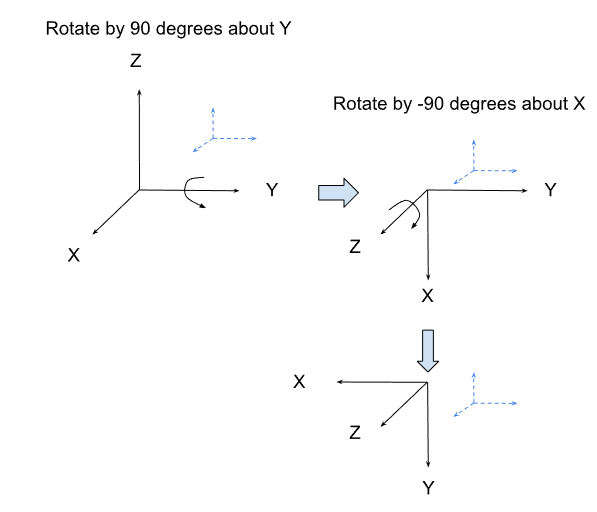 Rotate by 90 degrees about Y
Z
Y
X
Rotate by -90 degrees about X
Y
Z
X
X
Z
Y